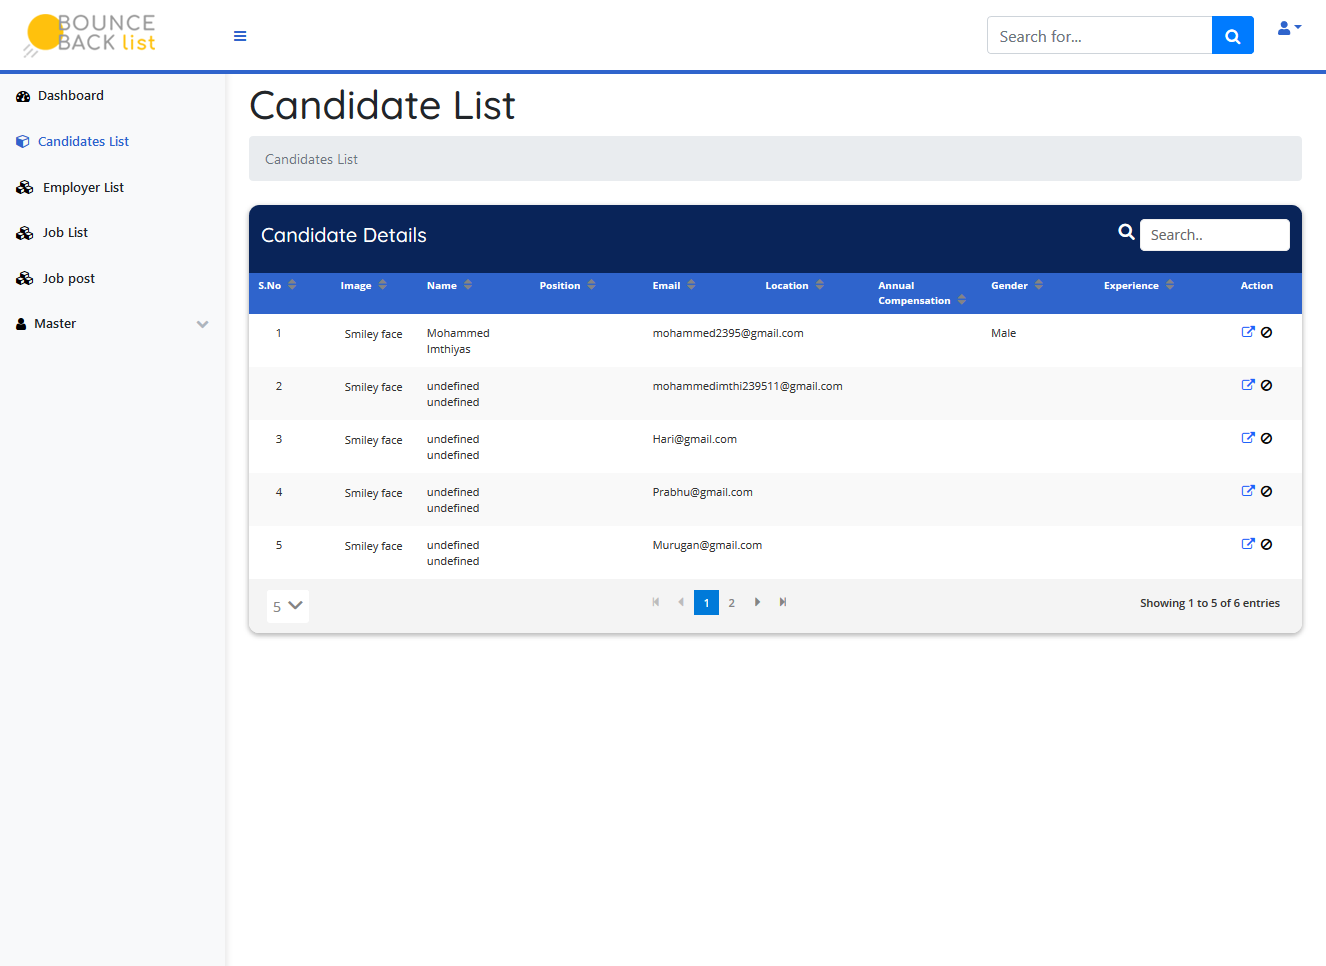 BOUNCE
BACK list
Search for...
Dashboard
Candidates List
Employer List
Job List
Job post
Master
Candidate List
Candidates List
Candidate Details
Search..
S.No Image Name Position Email Location Annual Compensation Gender Experience Action
1 Smiley face Mohammed Imthiyas mohammed2395@gmail.com Male
2 Smiley face undefined undefined mohammedimthi239511@gmail.com
3 Smiley face undefined undefined Hari@gmail.com
4 Smiley face undefined undefined Prabhu@gmail.com
5 Smiley face undefined undefined Murugan@gmail.com
5 1 2 Showing 1 to 5 of 6 entries